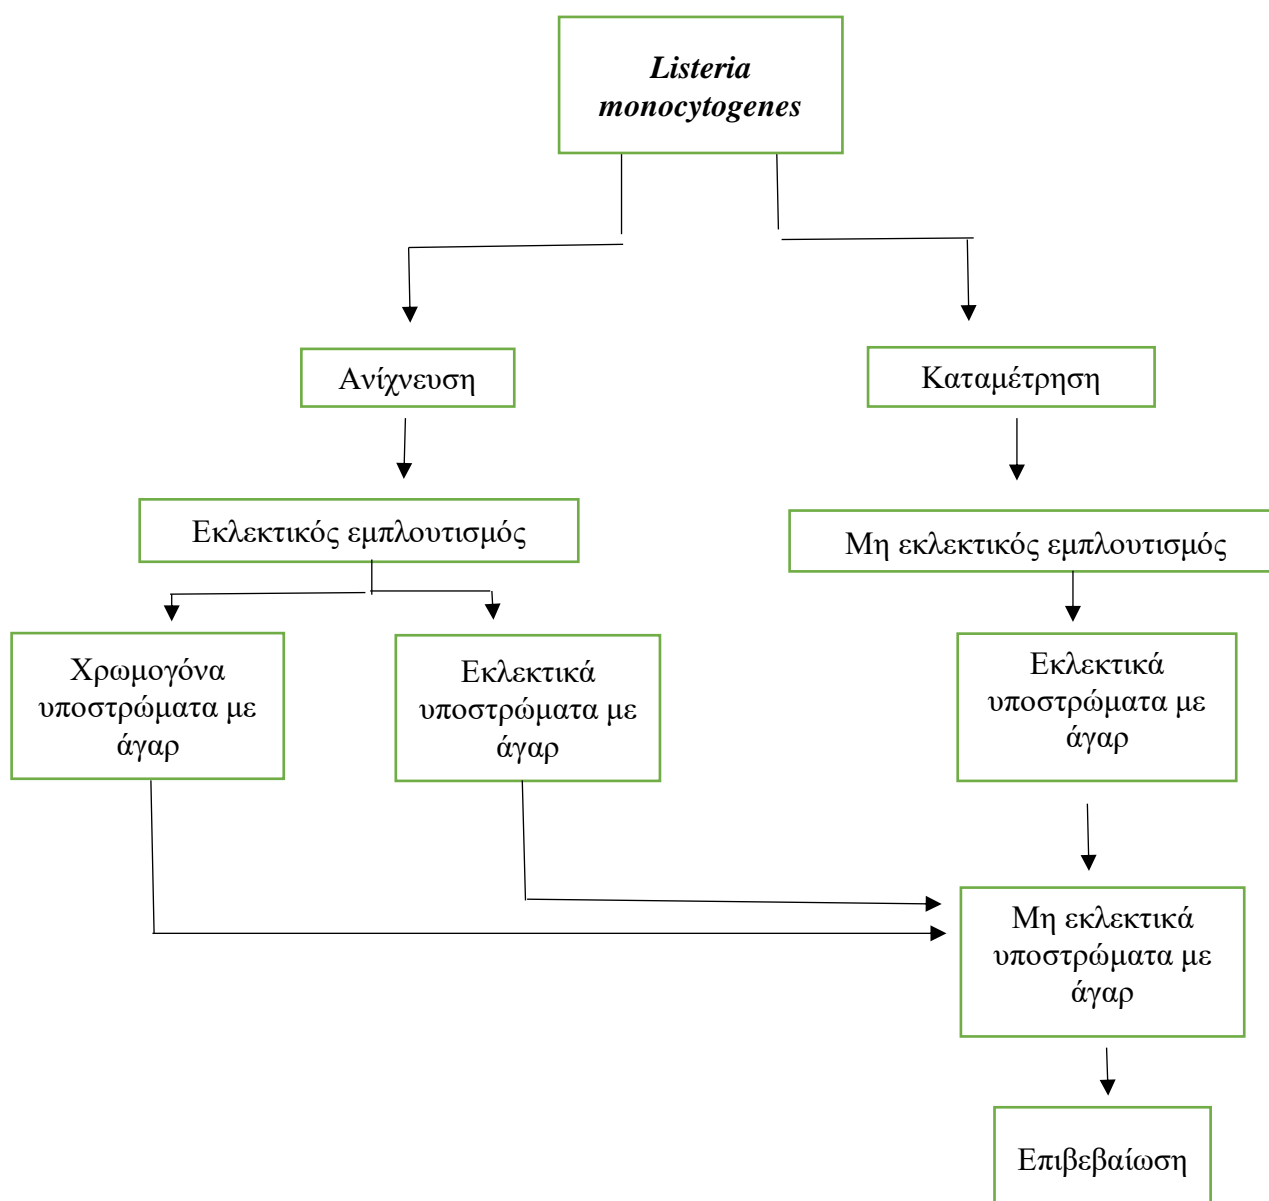 Listeria
monocytogenes
Ανίχνευση
Καταμέτρηση
Εκλεκτικός εμπλουτισμός
Μη εκλεκτικός εμπλουτισμός
Χρωμογόνα
υποστρώματα με
άγαρ
Εκλεκτικά
υποστρώματα με
άγαρ
Εκλεκτικά
υποστρώματα με
άγαρ
Μη εκλεκτικά
υποστρώματα με
άγαρ
Επιβεβαίωση